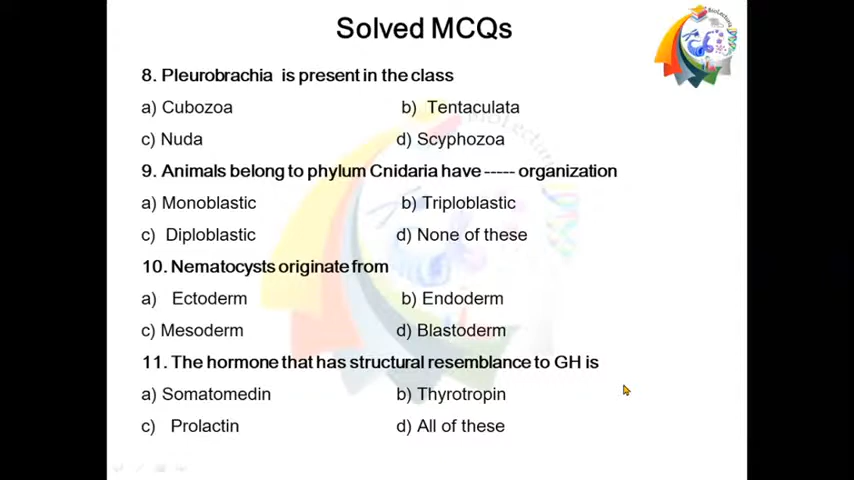 Solved MCQs
8. Pleurobrachia is present in the class
a) Cubozoa b) Tentaculata
c) Nuda d) Scyphozoa
9. Animals belong to phylum Cnidaria have ----- organization
a) Monoblastic b) Triploblastic
c) Diploblastic d) None of these
10. Nematocysts originate from
a) Ectoderm b) Endoderm
c) Mesoderm d) Blastoderm
11. The hormone that has structural resemblance to GH is
a) Somatomedin b) Thyrotropin
c) Prolactin d) All of these